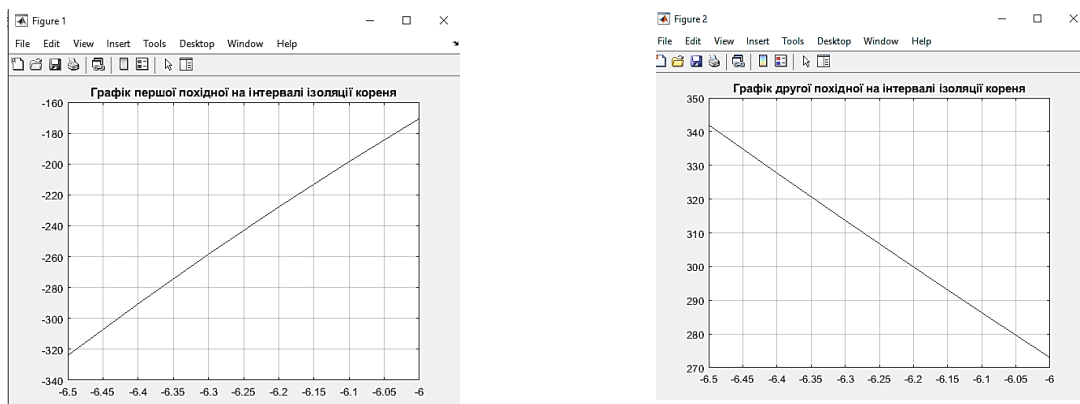 Figure 1
File Edit View Insert Tools Desktop Window Help
Графік першої похідної на інтервалі ізоляції кореня
-160
-180
-200
-220
-240
-260
-280
-300
-320
-340
-6.5 -6.45 -6.4 -6.35 -6.3 -6.25 -6.2 -6.15 -6.1 -6.05 -6
Figure 2
File Edit View Insert Tools Desktop Window Help
Графік другої похідної на інтервалі ізоляції кореня
350
340
330
320
310
300
290
280
270
-6.5 -6.45 -6.4 -6.35 -6.3 -6.25 -6.2 -6.15 -6.1 -6.05 -6